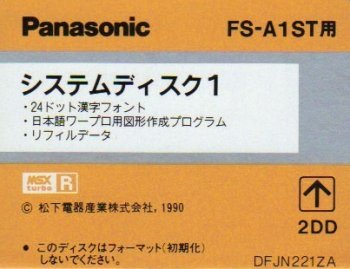 Panasonic FS-A1ST用
システムディスク1
・24ドット漢字フォント
・日本語ワープロ用図形作成プログラム
・リフィルデータ
MSX turbo R
© 松下電器産業株式会社, 1990
2DD
● このディスクはフォーマット(初期化)
しないでください。
DFJN221ZA